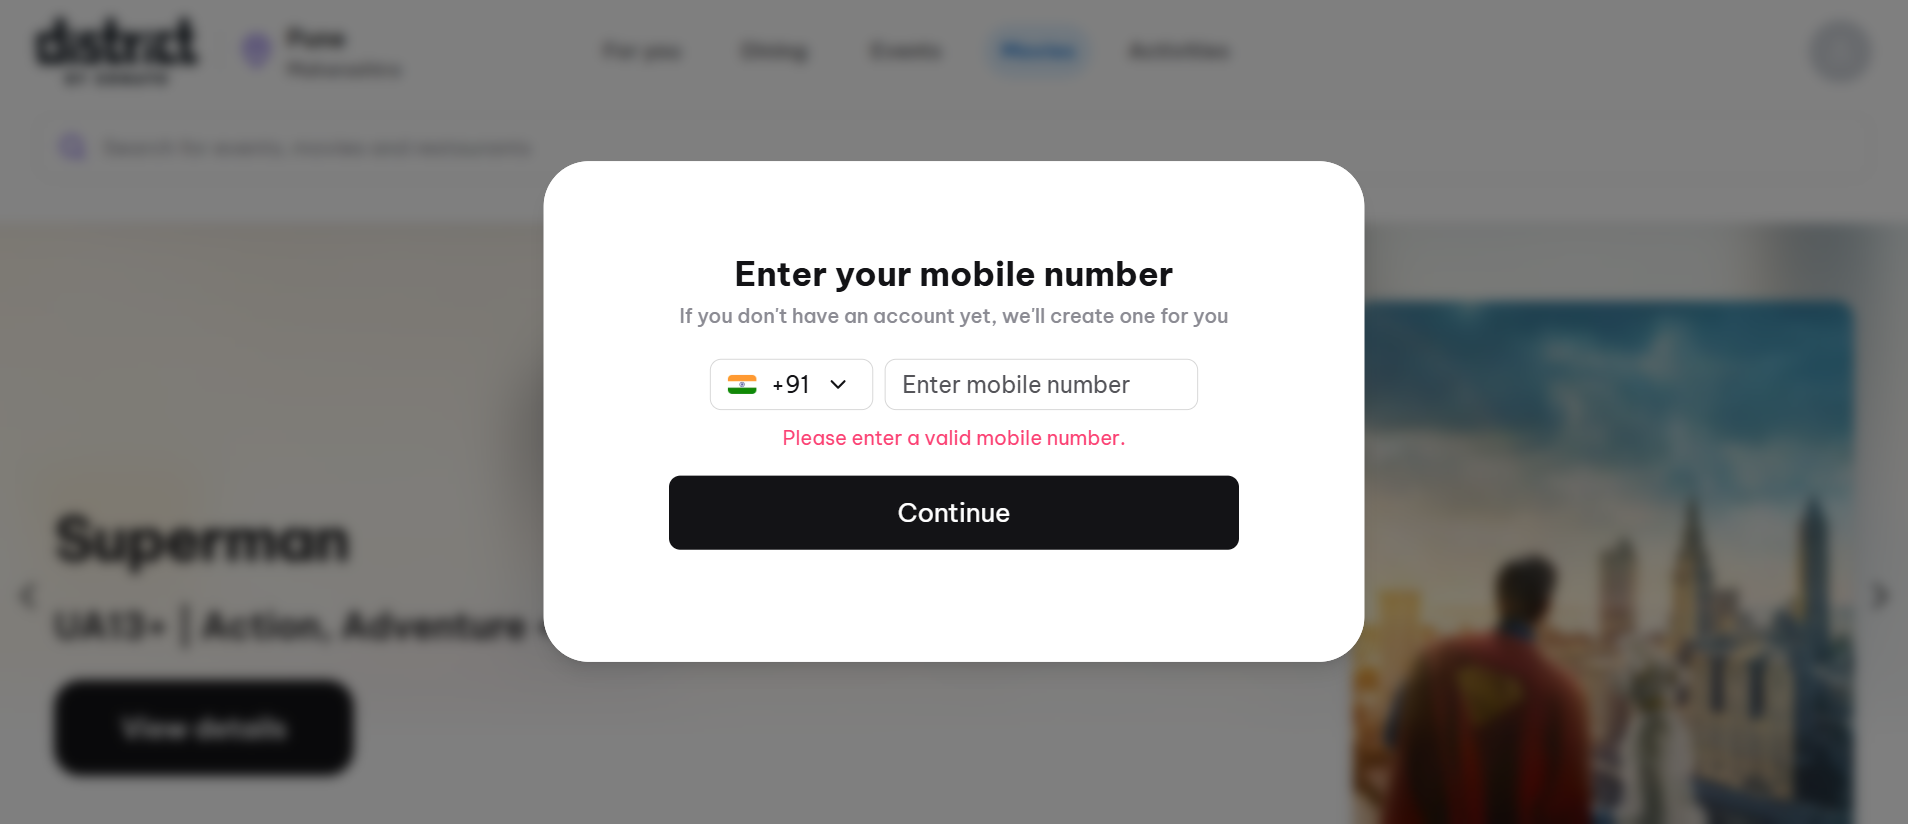 district
BY ZOMATO
Pune
Maharashtra
For you
Dining
Events
Movies
Activities
Search for events, movies and restaurants
Enter your mobile number
If you don't have an account yet, we'll create one for you
+91
Enter mobile number
Please enter a valid mobile number.
Continue
Superman
UA13+ | Action, Adventure
View details